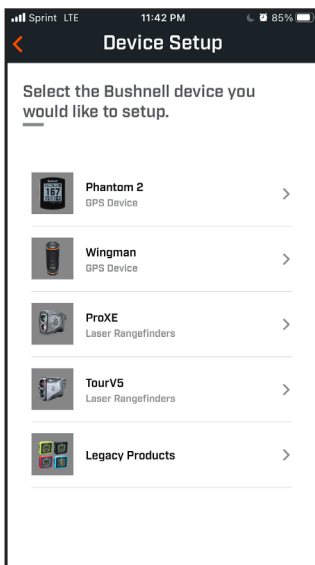 Sprint LTE 11:42 PM 85%
Device Setup
Select the Bushnell device you
would like to setup.
Phantom 2
GPS Device
167
Wingman
GPS Device
ProXE
Laser Rangefinders
TourV5
Laser Rangefinders
Legacy Products